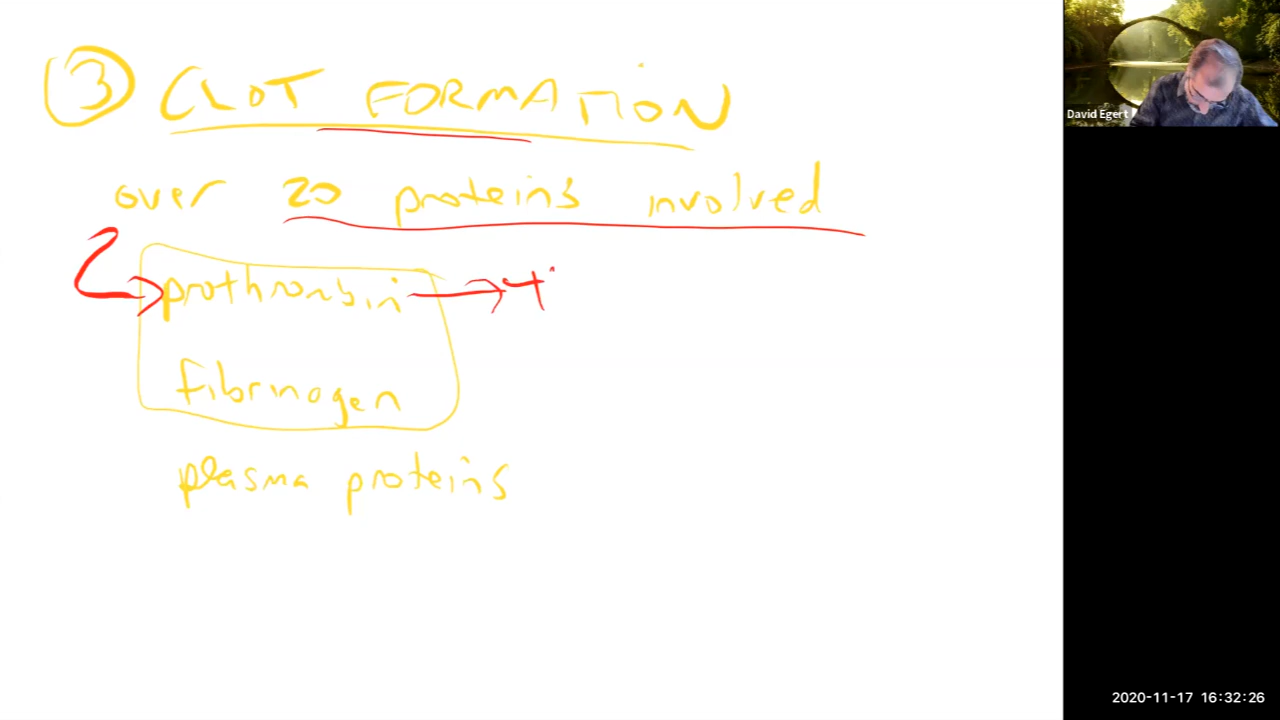 3 CLOT FORMATION
over 20 proteins involved
prothrombin
fibrinogen
plasma proteins
David Egert
2020-11-17 16:32:26